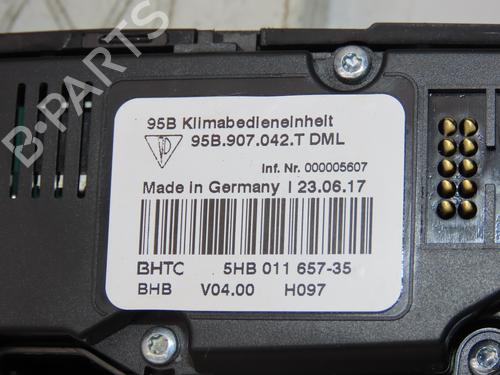 95B Klimabedieneinheit
95B.907.042.T DML
Inf. Nr. 000005607
Made in Germany | 23.06.17
BHTC 5HB 011 657-35
BHB V04.00 H097
B-PARTS